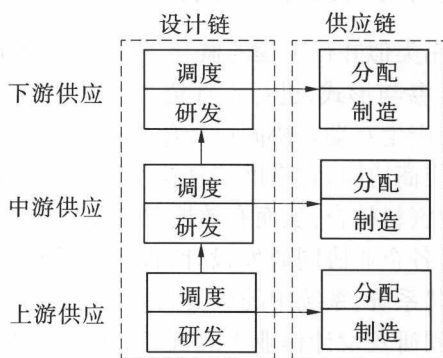 设计链 供应链
下游供应 调度 分配
研发 制造
中游供应 调度 分配
研发 制造
上游供应 调度 分配
研发 制造